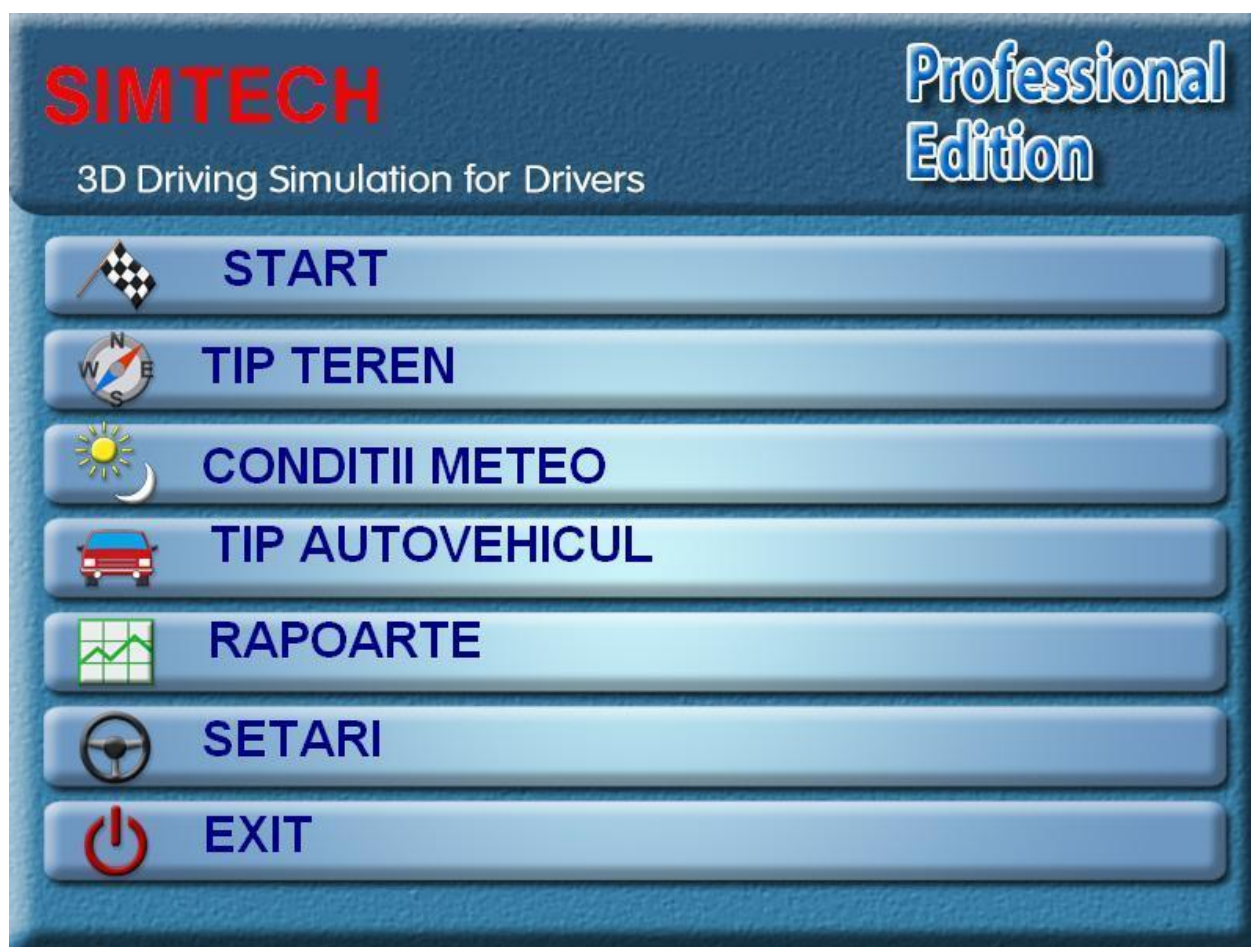 SIMTECH
3D Driving Simulation for Drivers
Professional
Edition
START
N
W E
S
TIP TEREN
CONDITII METEO
TIP AUTOVEHICUL
RAPOARTE
SETARI
EXIT